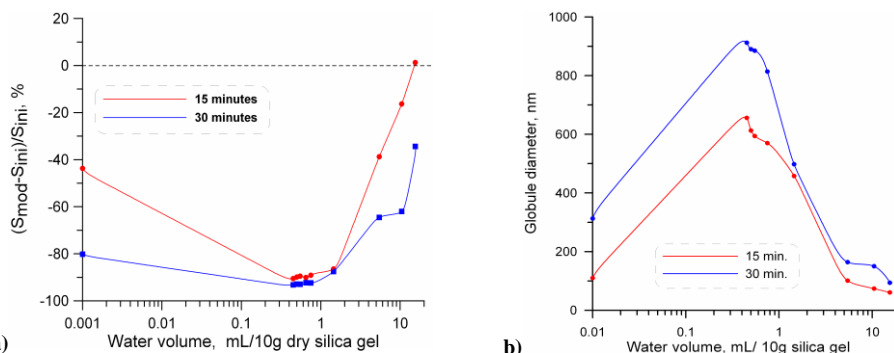 20
0
-20
-40
-60
-80
-100
(Smod-Sini)/Sini, %
15 minutes
30 minutes
0.001
0.01
0.1
1
10
Water volume, mL/10g dry silica gel
)
1000
800
600
400
200
0
Globule diameter, nm
15 min.
30 min.
0.01
0.1
1
10
Water volume, mL/ 10g silica gel
b)